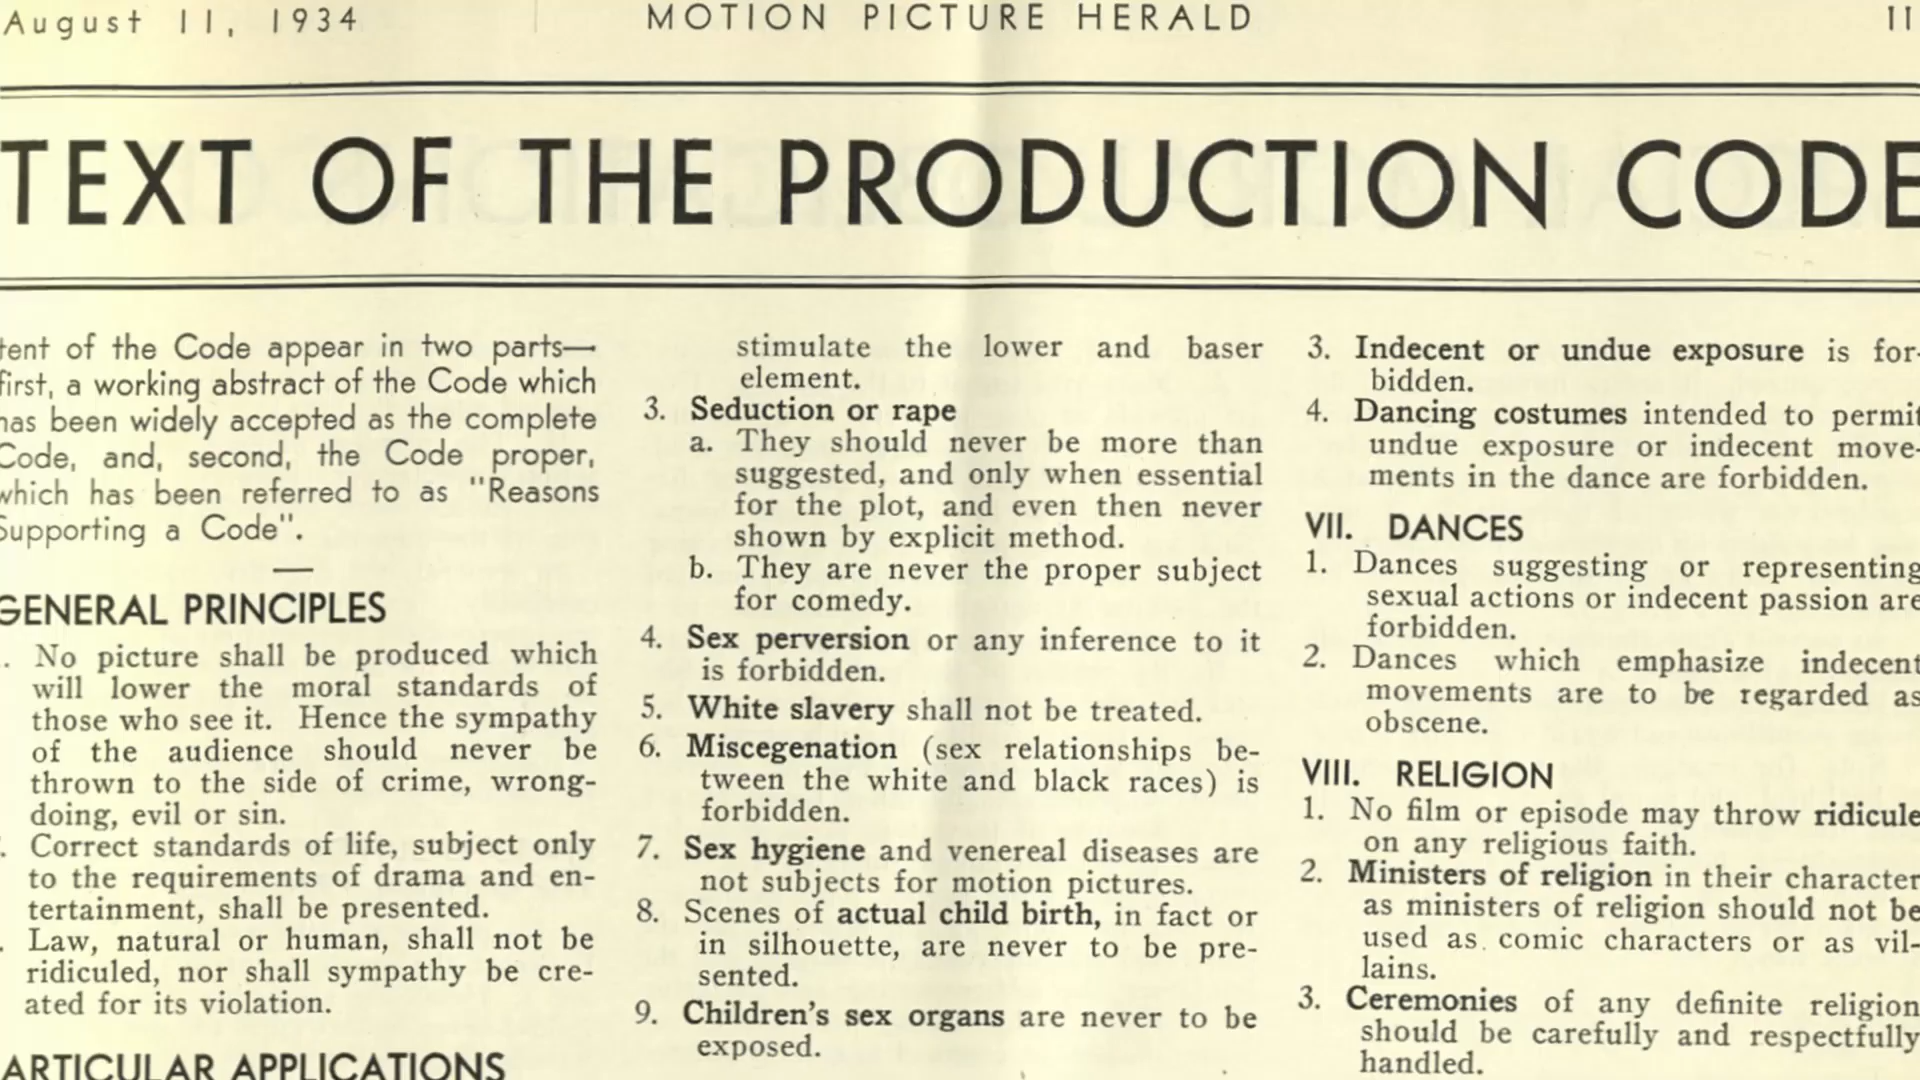 August 11, 1934
MOTION PICTURE HERALD
11
TEXT OF THE PRODUCTION CODE
tent of the Code appear in two parts—
first, a working abstract of the Code which
has been widely accepted as the complete
Code, and, second, the Code proper,
which has been referred to as "Reasons
Supporting a Code".
GENERAL PRINCIPLES
. No picture shall be produced which
will lower the moral standards of
those who see it. Hence the sympathy
of the audience should never be
thrown to the side of crime, wrong-
doing, evil or sin.
. Correct standards of life, subject only
to the requirements of drama and en-
tertainment, shall be presented.
. Law, natural or human, shall not be
ridiculed, nor shall sympathy be cre-
ated for its violation.
ARTICULAR APPLICATIONS
stimulate the lower and baser
element.
3. Seduction or rape
a. They should never be more than
suggested, and only when essential
for the plot, and even then never
shown by explicit method.
b. They are never the proper subject
for comedy.
4. Sex perversion or any inference to it
is forbidden.
5. White slavery shall not be treated.
6. Miscegenation (sex relationships be-
tween the white and black races) is
forbidden.
7. Sex hygiene and venereal diseases are
not subjects for motion pictures.
8. Scenes of actual child birth, in fact or
in silhouette, are never to be pre-
sented.
9. Children's sex organs are never to be
exposed.
3. Indecent or undue exposure is for-
bidden.
4. Dancing costumes intended to permit
undue exposure or indecent move-
ments in the dance are forbidden.
VII. DANCES
1. Dances suggesting or representing
sexual actions or indecent passion are
forbidden.
2. Dances which emphasize indecent
movements are to be regarded as
obscene.
VIII. RELIGION
1. No film or episode may throw ridicule
on any religious faith.
2. Ministers of religion in their character
as ministers of religion should not be
used as comic characters or as vil-
lains.
3. Ceremonies of any definite religion
should be carefully and respectfully
handled.